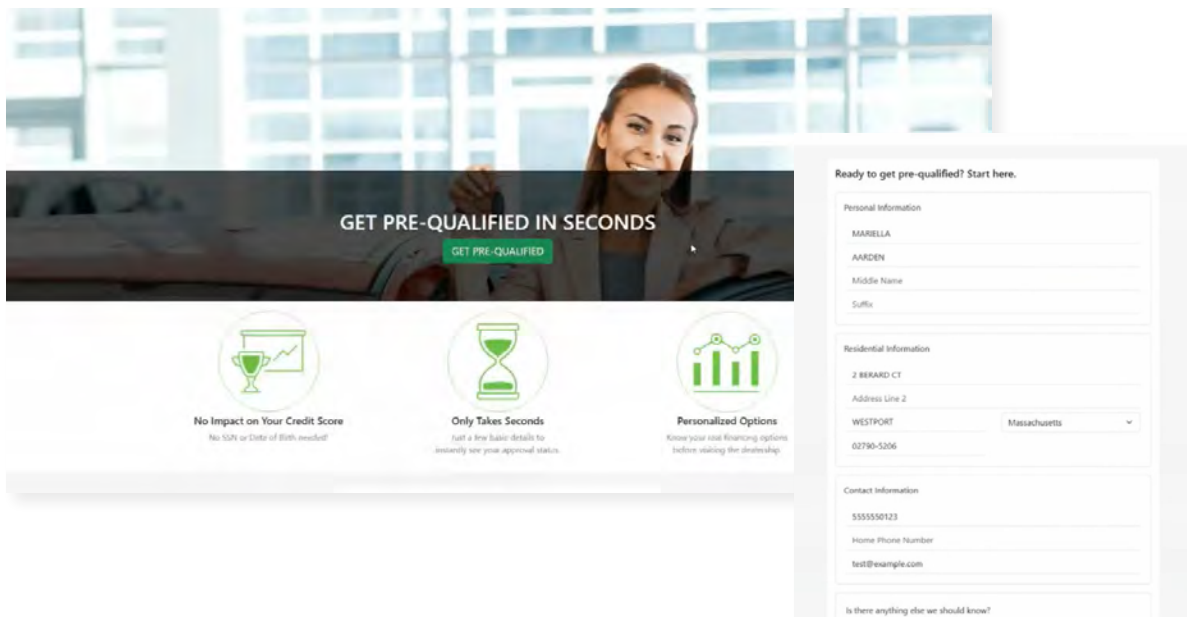 GET PRE-QUALIFIED IN SECONDS
GET PRE-QUALIFIED
No Impact on Your Credit Score
No SSN or Date of Birth needed!
Only Takes Seconds
Just a few basic details to
instantly see your approval status.
Personalized Options
Know your real financing options
before visiting the dealership
Ready to get pre-qualified? Start here.
Personal Information
MARIELLA
AARDEN
Middle Name
Suffix
Residential Information
2 BERARD CT
Address Line 2
WESTPORT Massachusetts
02790-5206
Contact Information
5555550123
Home Phone Number
test@example.com
Is there anything else we should know?